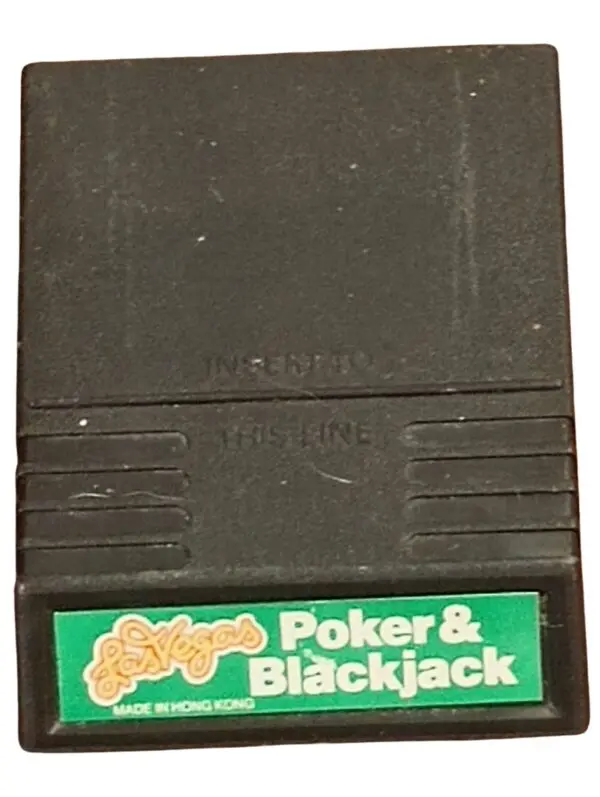 INSERT TO
THIS LINE
Las Vegas
Poker &
Blackjack
MADE IN HONG KONG